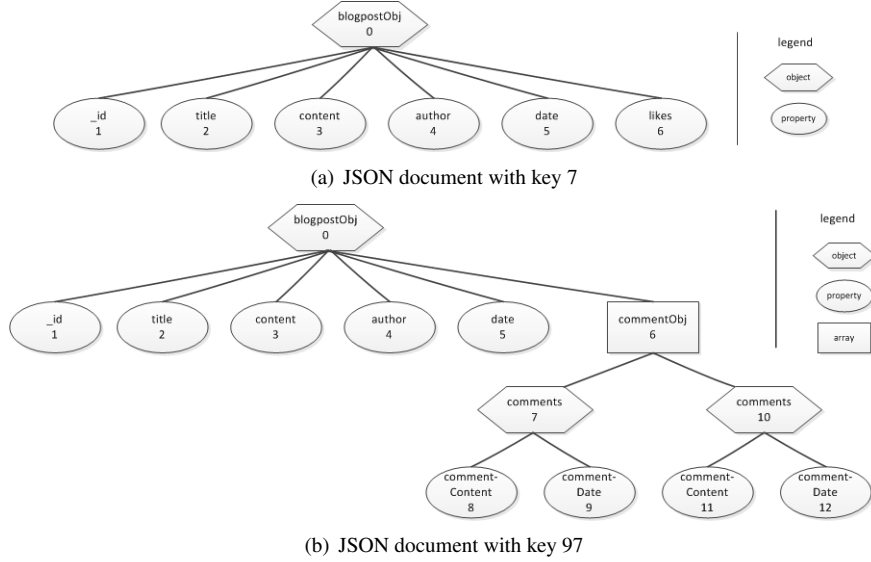 blogpostObj
0
legend
object
_id
1
title
2
content
3
author
4
date
5
likes
6
property
(a) JSON document with key 7
blogpostObj
0
legend
object
property
_id
1
title
2
content
3
author
4
date
5
commentObj
6
array
comments
7
comments
10
comment-
Content
8
comment-
Date
9
comment-
Content
11
comment-
Date
12
(b) JSON document with key 97